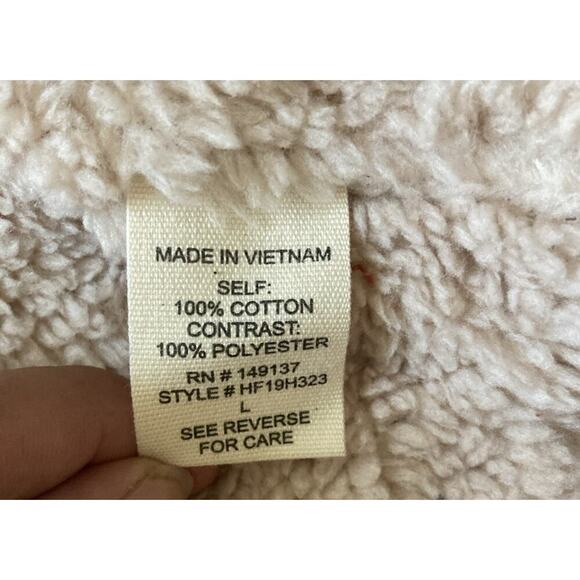 MADE IN VIETNAM
SELF:
100% COTTON
CONTRAST:
100% POLYESTER
RN # 149137
STYLE # HF19H323
L
SEE REVERSE
FOR CARE